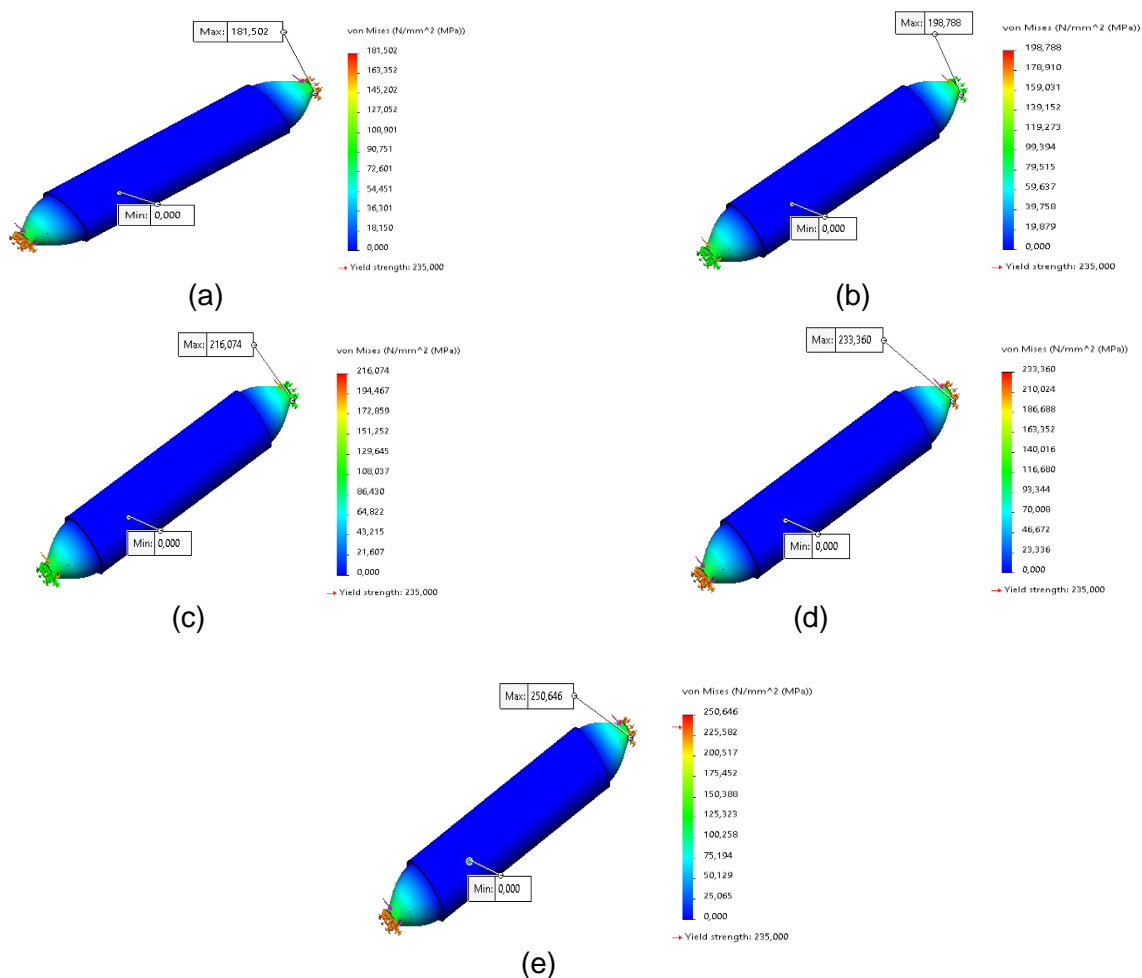 Max: 181,502
von Mises (N/mm^2 (MPa))
181,502
163,352
145,202
127,052
108,901
90,751
72,601
54,451
36,301
18,150
0,000
Yield strength: 235,000
Min: 0,000
(a)
Max: 198,788
von Mises (N/mm^2 (MPa))
198,788
178,910
159,031
139,152
119,273
99,394
79,515
59,637
39,758
19,879
0,000
Yield strength: 235,000
Min: 0,000
(b)
Max: 216,074
von Mises (N/mm^2 (MPa))
216,074
194,467
172,859
151,252
129,645
108,037
86,430
64,822
43,215
21,607
0,000
Yield strength: 235,000
Min: 0,000
(c)
Max: 233,360
von Mises (N/mm^2 (MPa))
233,360
210,024
186,688
163,352
140,016
116,680
93,344
70,008
46,672
23,336
0,000
Yield strength: 235,000
Min: 0,000
(d)
Max: 250,646
von Mises (N/mm^2 (MPa))
250,646
225,582
200,517
175,452
150,388
125,323
100,258
75,194
50,129
25,065
0,000
Yield strength: 235,000
Min: 0,000
(e)